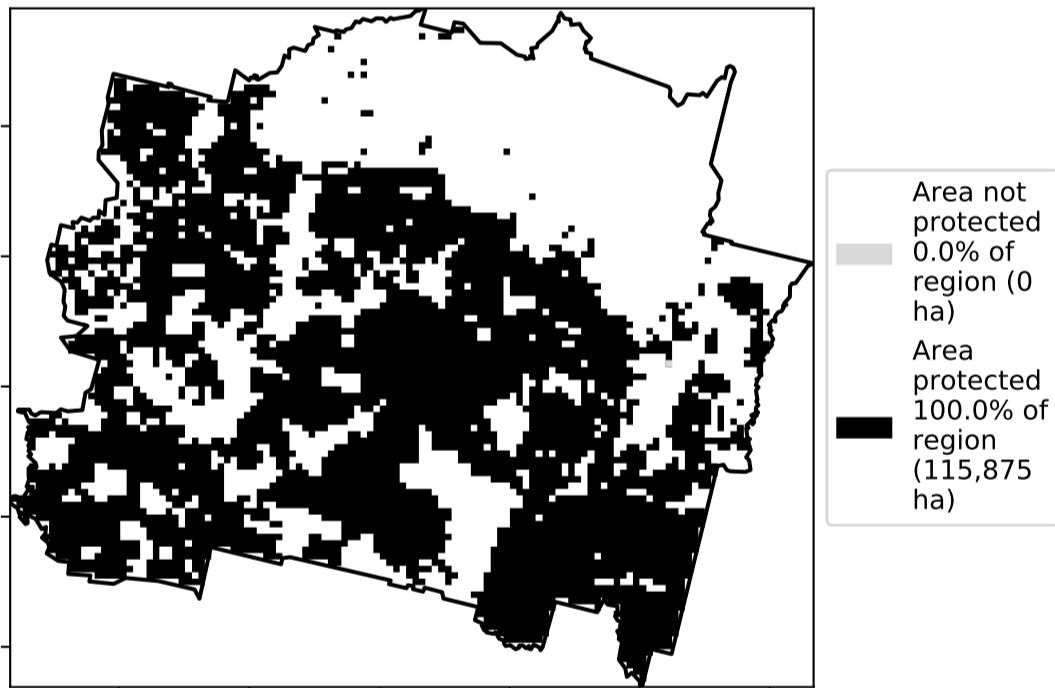 Area not
protected
0.0% of
region (0
ha)
Area
protected
100.0% of
region
(115,875
ha)